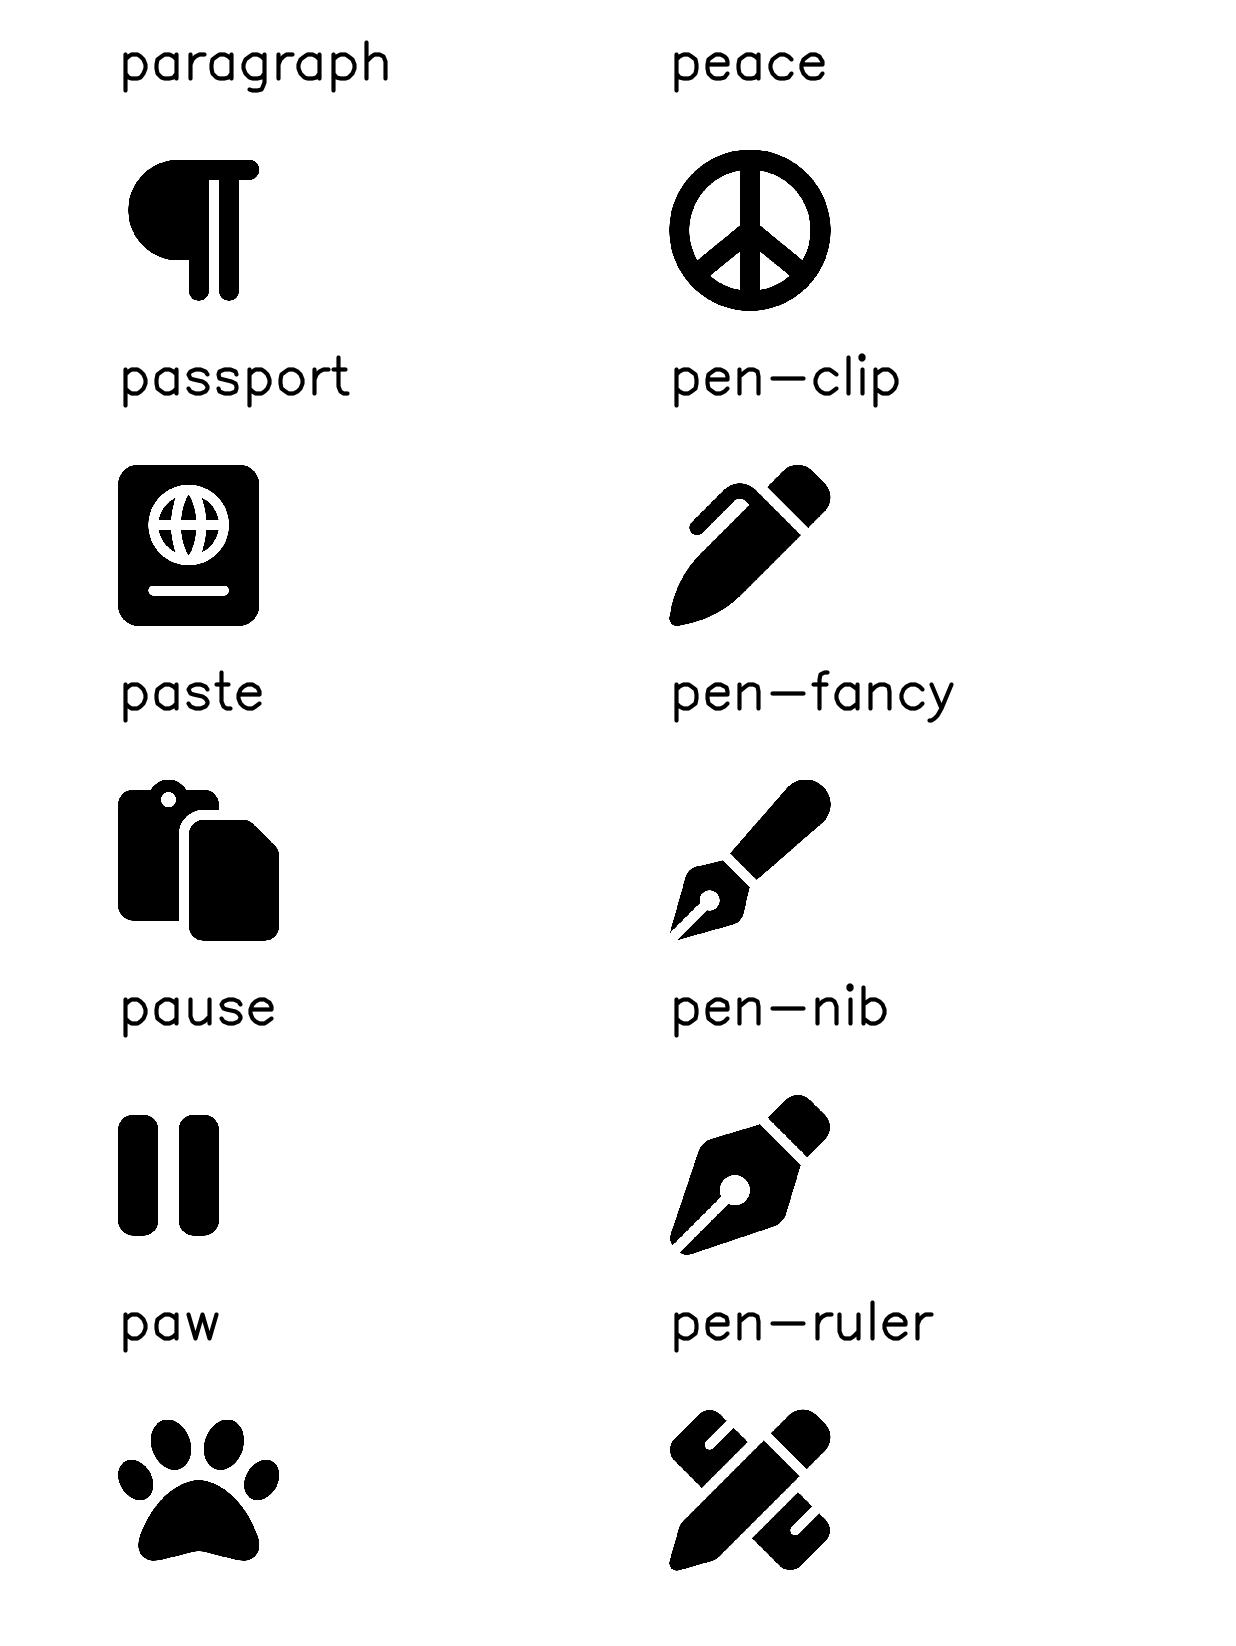 paragraph
passport
paste
pause
paw
peace
pen-clip
pen-fancy
pen-nib
pen-ruler